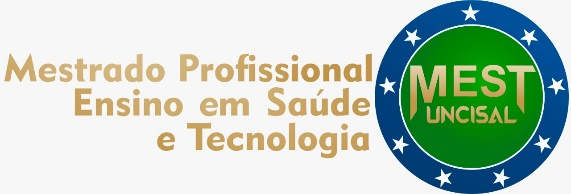 Mestrado Profissional
Ensino em Saúde
e Tecnologia
MEST
UNCISAL